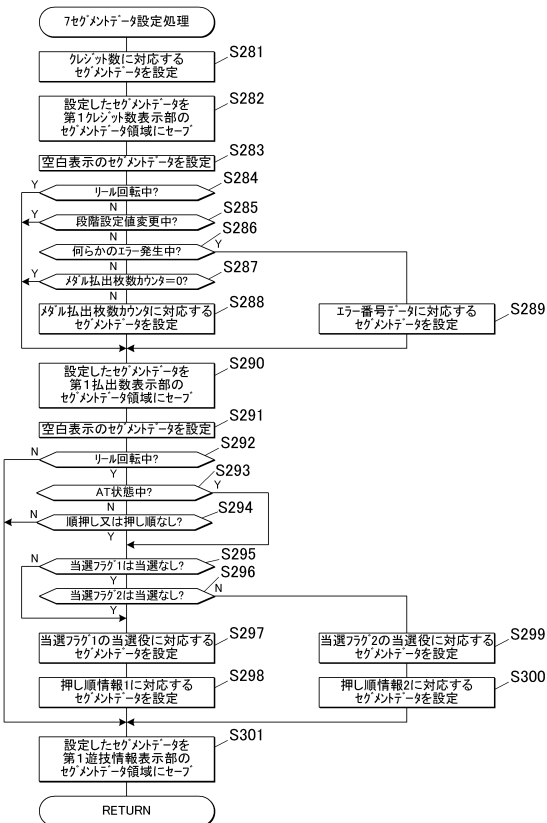 7セグメントデータ設定処理
クレジット数に対応する
セグメントデータを設定
S281
設定したセグメントデータを
第1クレジット数表示部の
セグメントデータ領域にセーブ
S282
空白表示のセグメントデータを設定
S283
Y
リール回転中?
S284
N
Y
段階設定値変更中?
S285
N
何らかのエラー発生中?
S286
Y
N
Y
メダル払出枚数カウンタ=0?
S287
N
メダル払出枚数カウンタに対応する
セグメントデータを設定
S288
エラー番号データに対応する
セグメントデータを設定
S289
設定したセグメントデータを
第1払出数表示部の
セグメントデータ領域にセーブ
S290
空白表示のセグメントデータを設定
S291
N
リール回転中?
S292
Y
AT状態中?
S293
Y
N
N
順押し又は押し順なし?
S294
Y
N
当選フラグ1は当選なし?
S295
Y
当選フラグ2は当選なし?
S296
N
Y
当選フラグ1の当選役に対応する
セグメントデータを設定
S297
当選フラグ2の当選役に対応する
セグメントデータを設定
S299
押し順情報1に対応する
セグメントデータを設定
S298
押し順情報2に対応する
セグメントデータを設定
S300
設定したセグメントデータを
第1遊技情報表示部の
セグメントデータ領域にセーブ
S301
RETURN